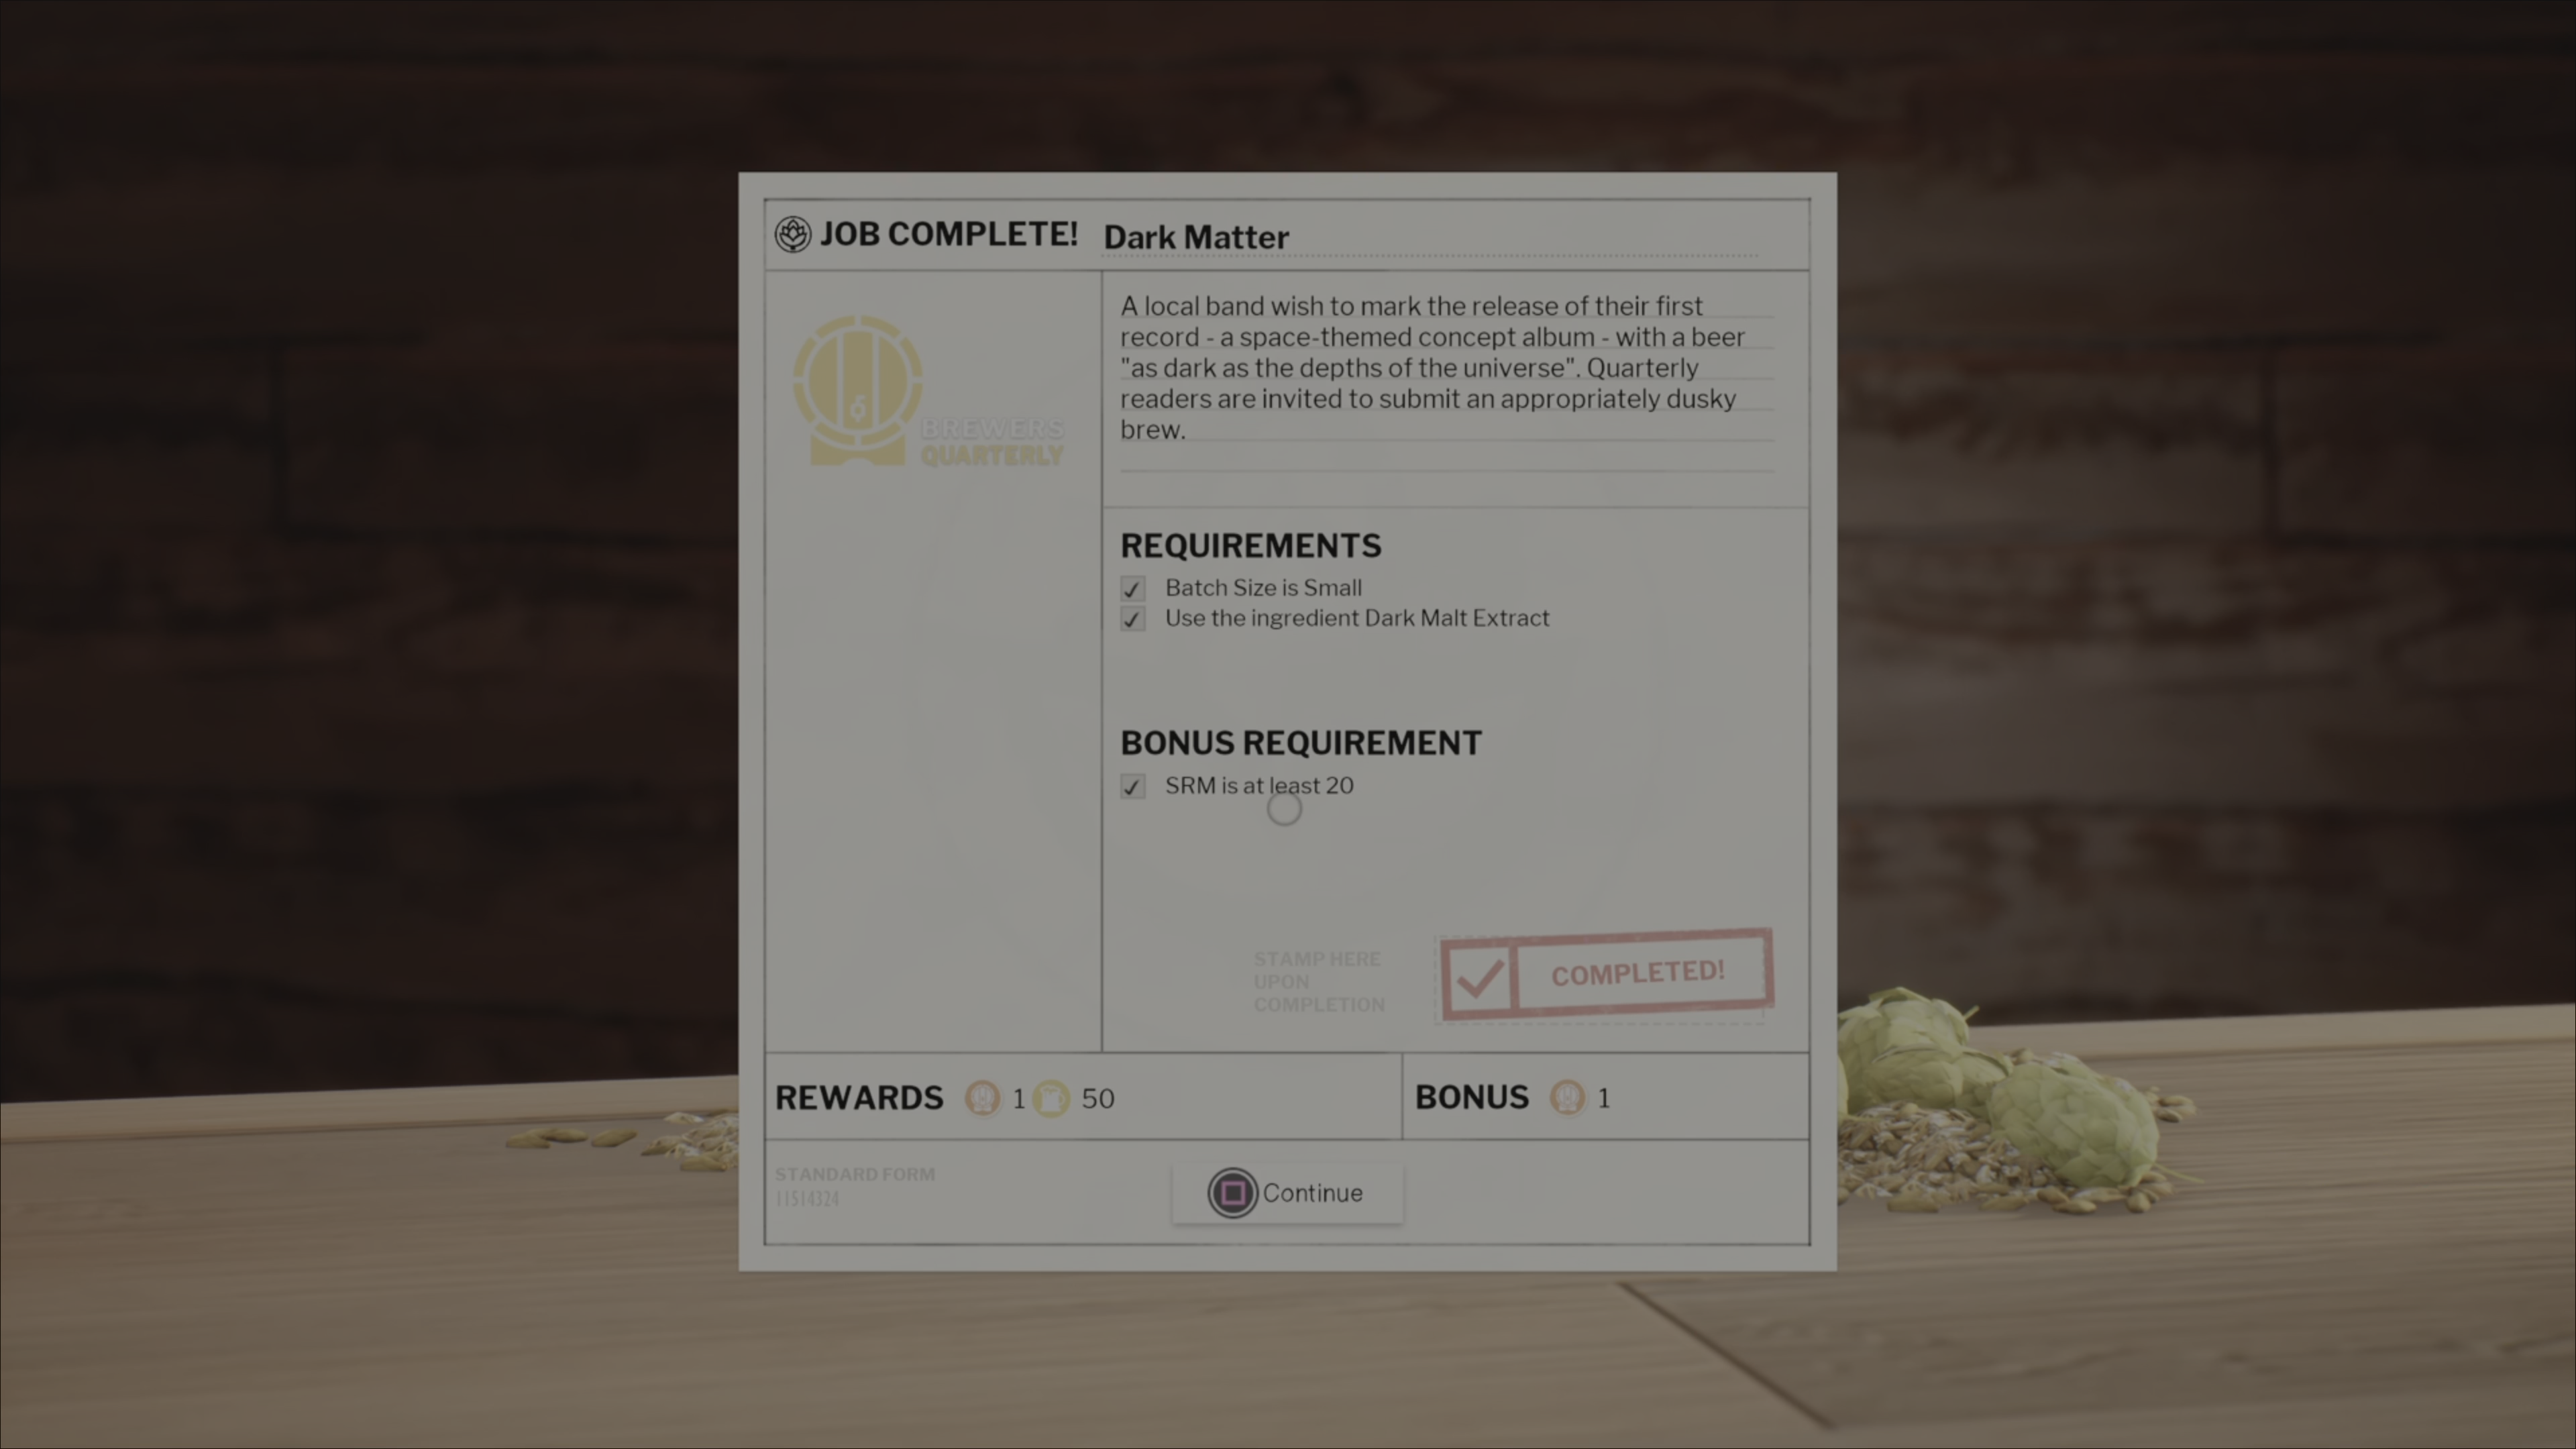 JOB COMPLETE! Dark Matter
BREWERS
QUARTERLY
A local band wish to mark the release of their first
record - a space-themed concept album - with a beer
"as dark as the depths of the universe". Quarterly
readers are invited to submit an appropriately dusky
brew.
REQUIREMENTS
Batch Size is Small
Use the ingredient Dark Malt Extract
BONUS REQUIREMENT
SRM is at least 20
STAMP HERE
UPON
COMPLETION
COMPLETED!
REWARDS 1 50
BONUS 1
STANDARD FORM
11514324
Continue